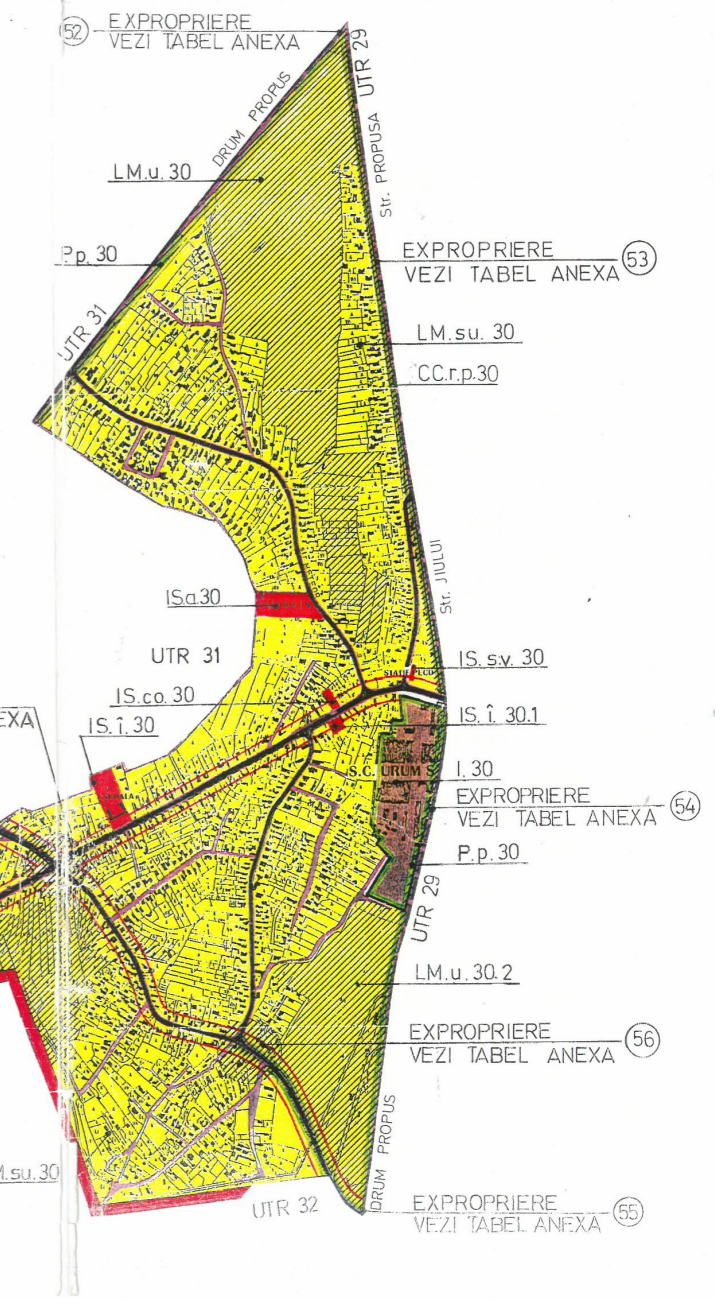 52 EXPROPRIERE
VEZI TABEL ANEXA
UTR 29
DRUM PROPUS
Str. PROPUSA
LM.u. 30
P.p. 30
EXPROPRIERE
VEZI TABEL ANEXA 53
UTR 31
LM.su. 30
CC.r.p.30
Str. JIULUI
IS.a.30
UTR 31
IS. s.v. 30
IS.co. 30
EXA
IS. î. 30
IS. î. 30.1
S.C. URUM S
I. 30
EXPROPRIERE
VEZI TABEL ANEXA 54
P.p. 30
UTR 29
LM.u. 30.2
EXPROPRIERE
VEZI TABEL ANEXA 56
DRUM PROPUS
M.su. 30
UTR 32
EXPROPRIERE
VEZI TABEL ANEXA 55